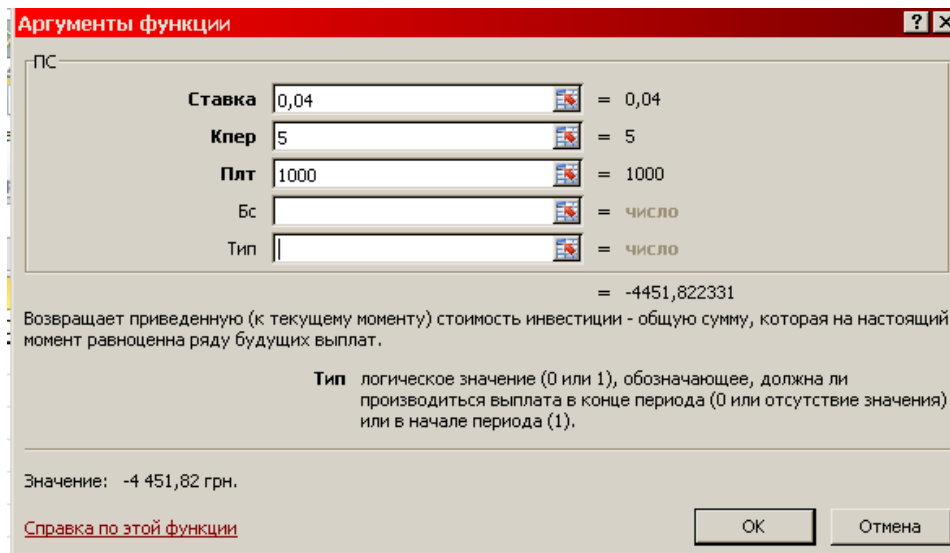 Аргументы функции
ПС
Ставка 0,04 = 0,04
Кпер 5 = 5
Плт 1000 = 1000
Бс = число
Тип = число
= -4451,822331
Возвращает приведенную (к текущему моменту) стоимость инвестиции - общую сумму, которая на настоящий
момент равноценна ряду будущих выплат.
Тип логическое значение (0 или 1), обозначающее, должна ли
производиться выплата в конце периода (0 или отсутствие значения)
или в начале периода (1).
Значение: -4 451,82 грн.
Справка по этой функции
ОК
Отмена